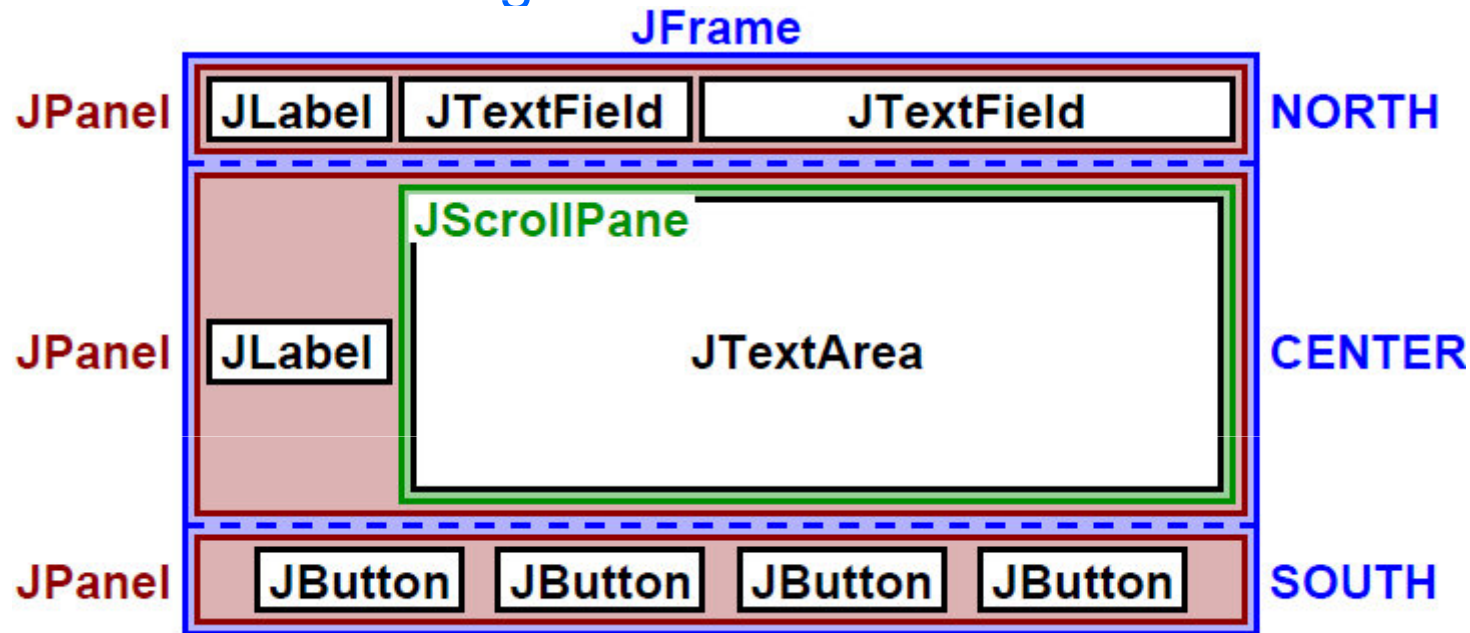 JFrame
JPanel JLabel JTextField JTextField NORTH
JScrollPane
JPanel JLabel JTextArea CENTER
JPanel JButton JButton JButton JButton SOUTH